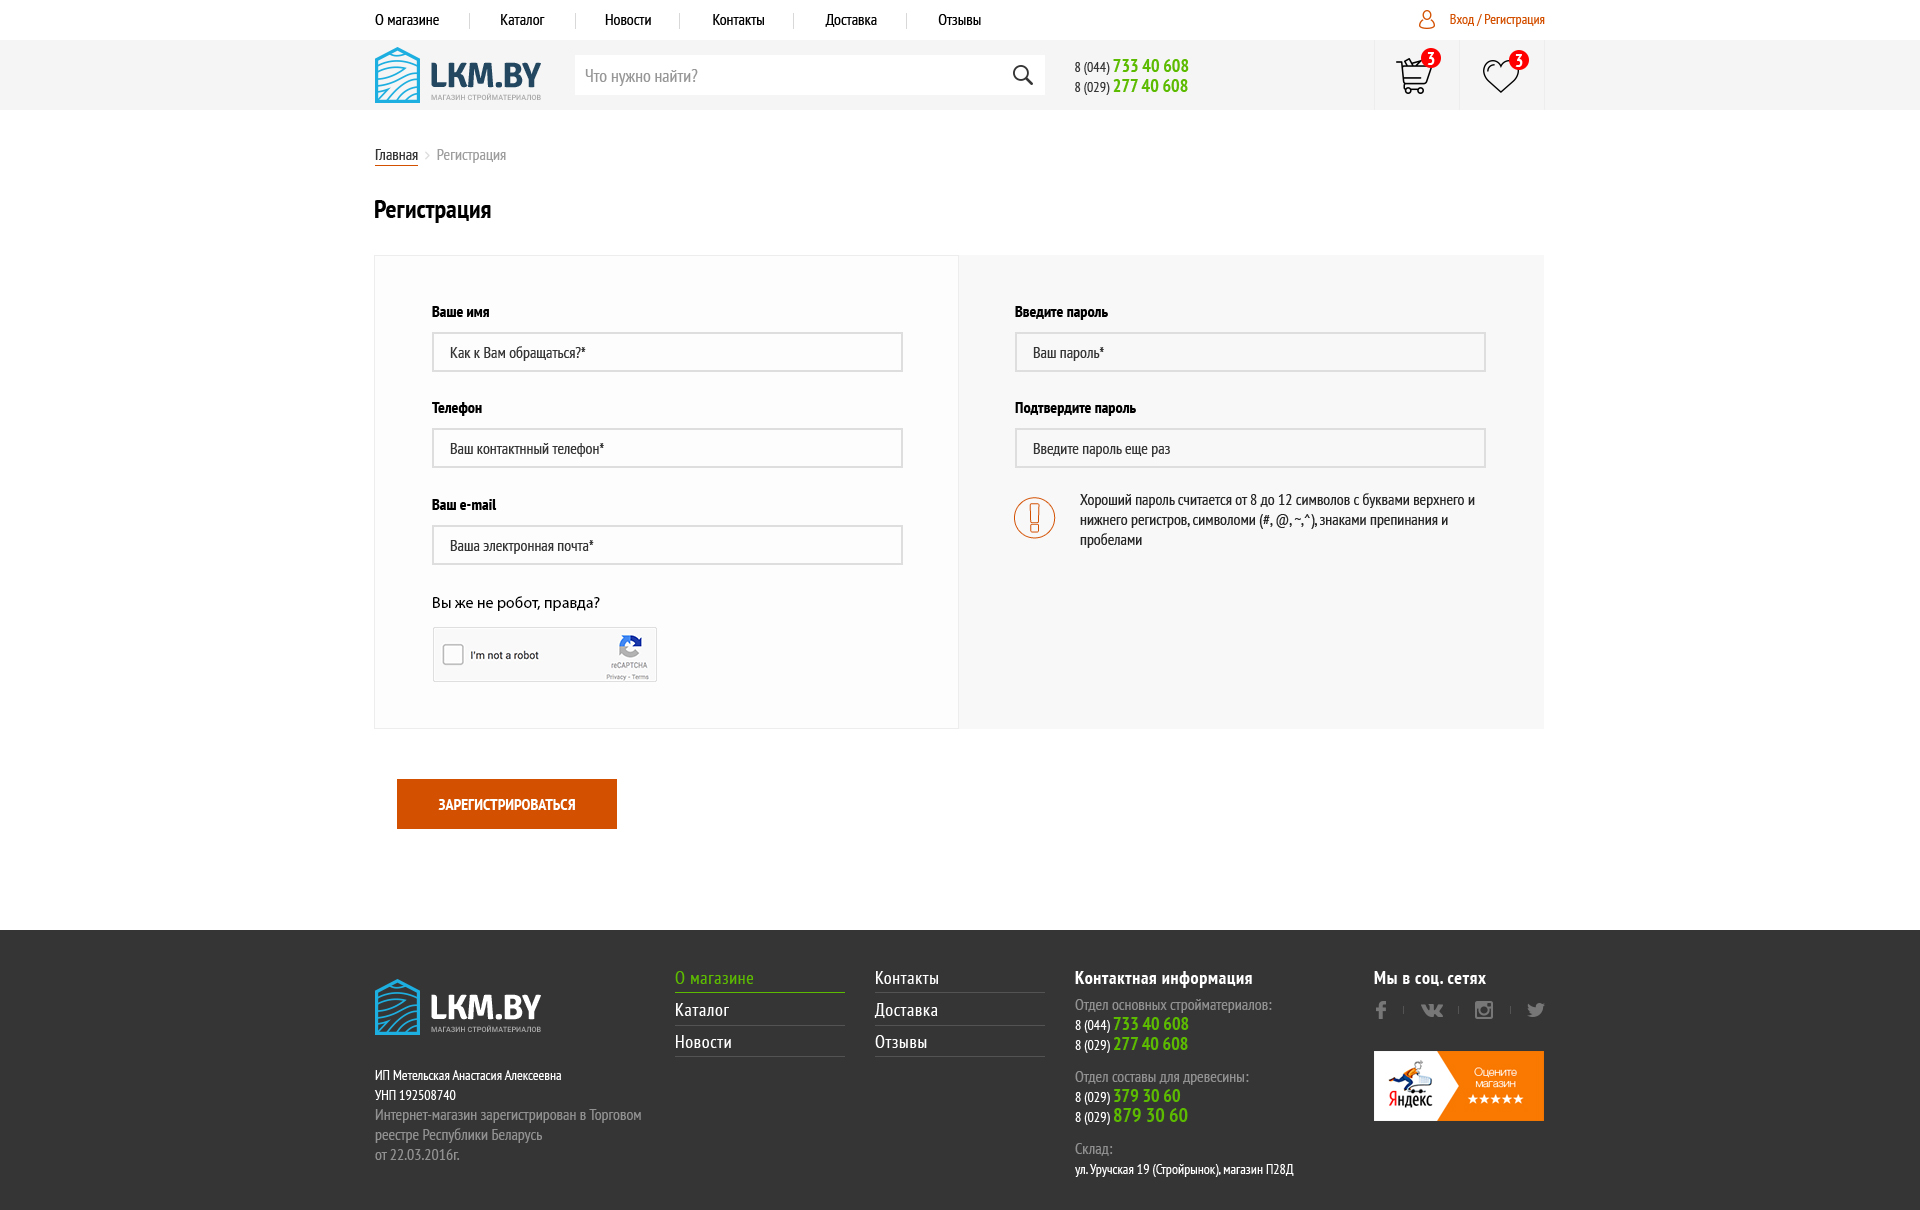 О магазине
Каталог
Новости
Контакты
Доставка
Отзывы
Вход / Регистрация
LKM.BY
МАГАЗИН СТРОЙМАТЕРИАЛОВ
Что нужно найти?
8 (044) 733 40 608
8 (029) 277 40 608
3
3
Главная
Регистрация
Регистрация
Ваше имя
Как к Вам обращаться?*
Телефон
Ваш контактнный телефон*
Ваш e-mail
Ваша электронная почта*
Вы же не робот, правда?
I'm not a robot
reCAPTCHA
Privacy - Terms
Введите пароль
Ваш пароль*
Подтвердите пароль
Введите пароль еще раз
Хороший пароль считается от 8 до 12 символов с буквами верхнего и
нижнего регистров, символоми (#, @, ~,^), знаками препинания и
пробелами
ЗАРЕГИСТРИРОВАТЬСЯ
LKM.BY
МАГАЗИН СТРОЙМАТЕРИАЛОВ
ИП Метельская Анастасия Алексеевна
УНП 192508740
Интернет-магазин зарегистрирован в Торговом
реестре Республики Беларусь
от 22.03.2016г.
О магазине
Каталог
Новости
Контакты
Доставка
Отзывы
Контактная информация
Отдел основных стройматериалов:
8 (044) 733 40 608
8 (029) 277 40 608
Отдел составы для древесины:
8 (029) 379 30 60
8 (029) 879 30 60
Склад:
ул. Уручская 19 (Стройрынок), магазин П28Д
Мы в соц. сетях
Яндекс
Оцените
магазин